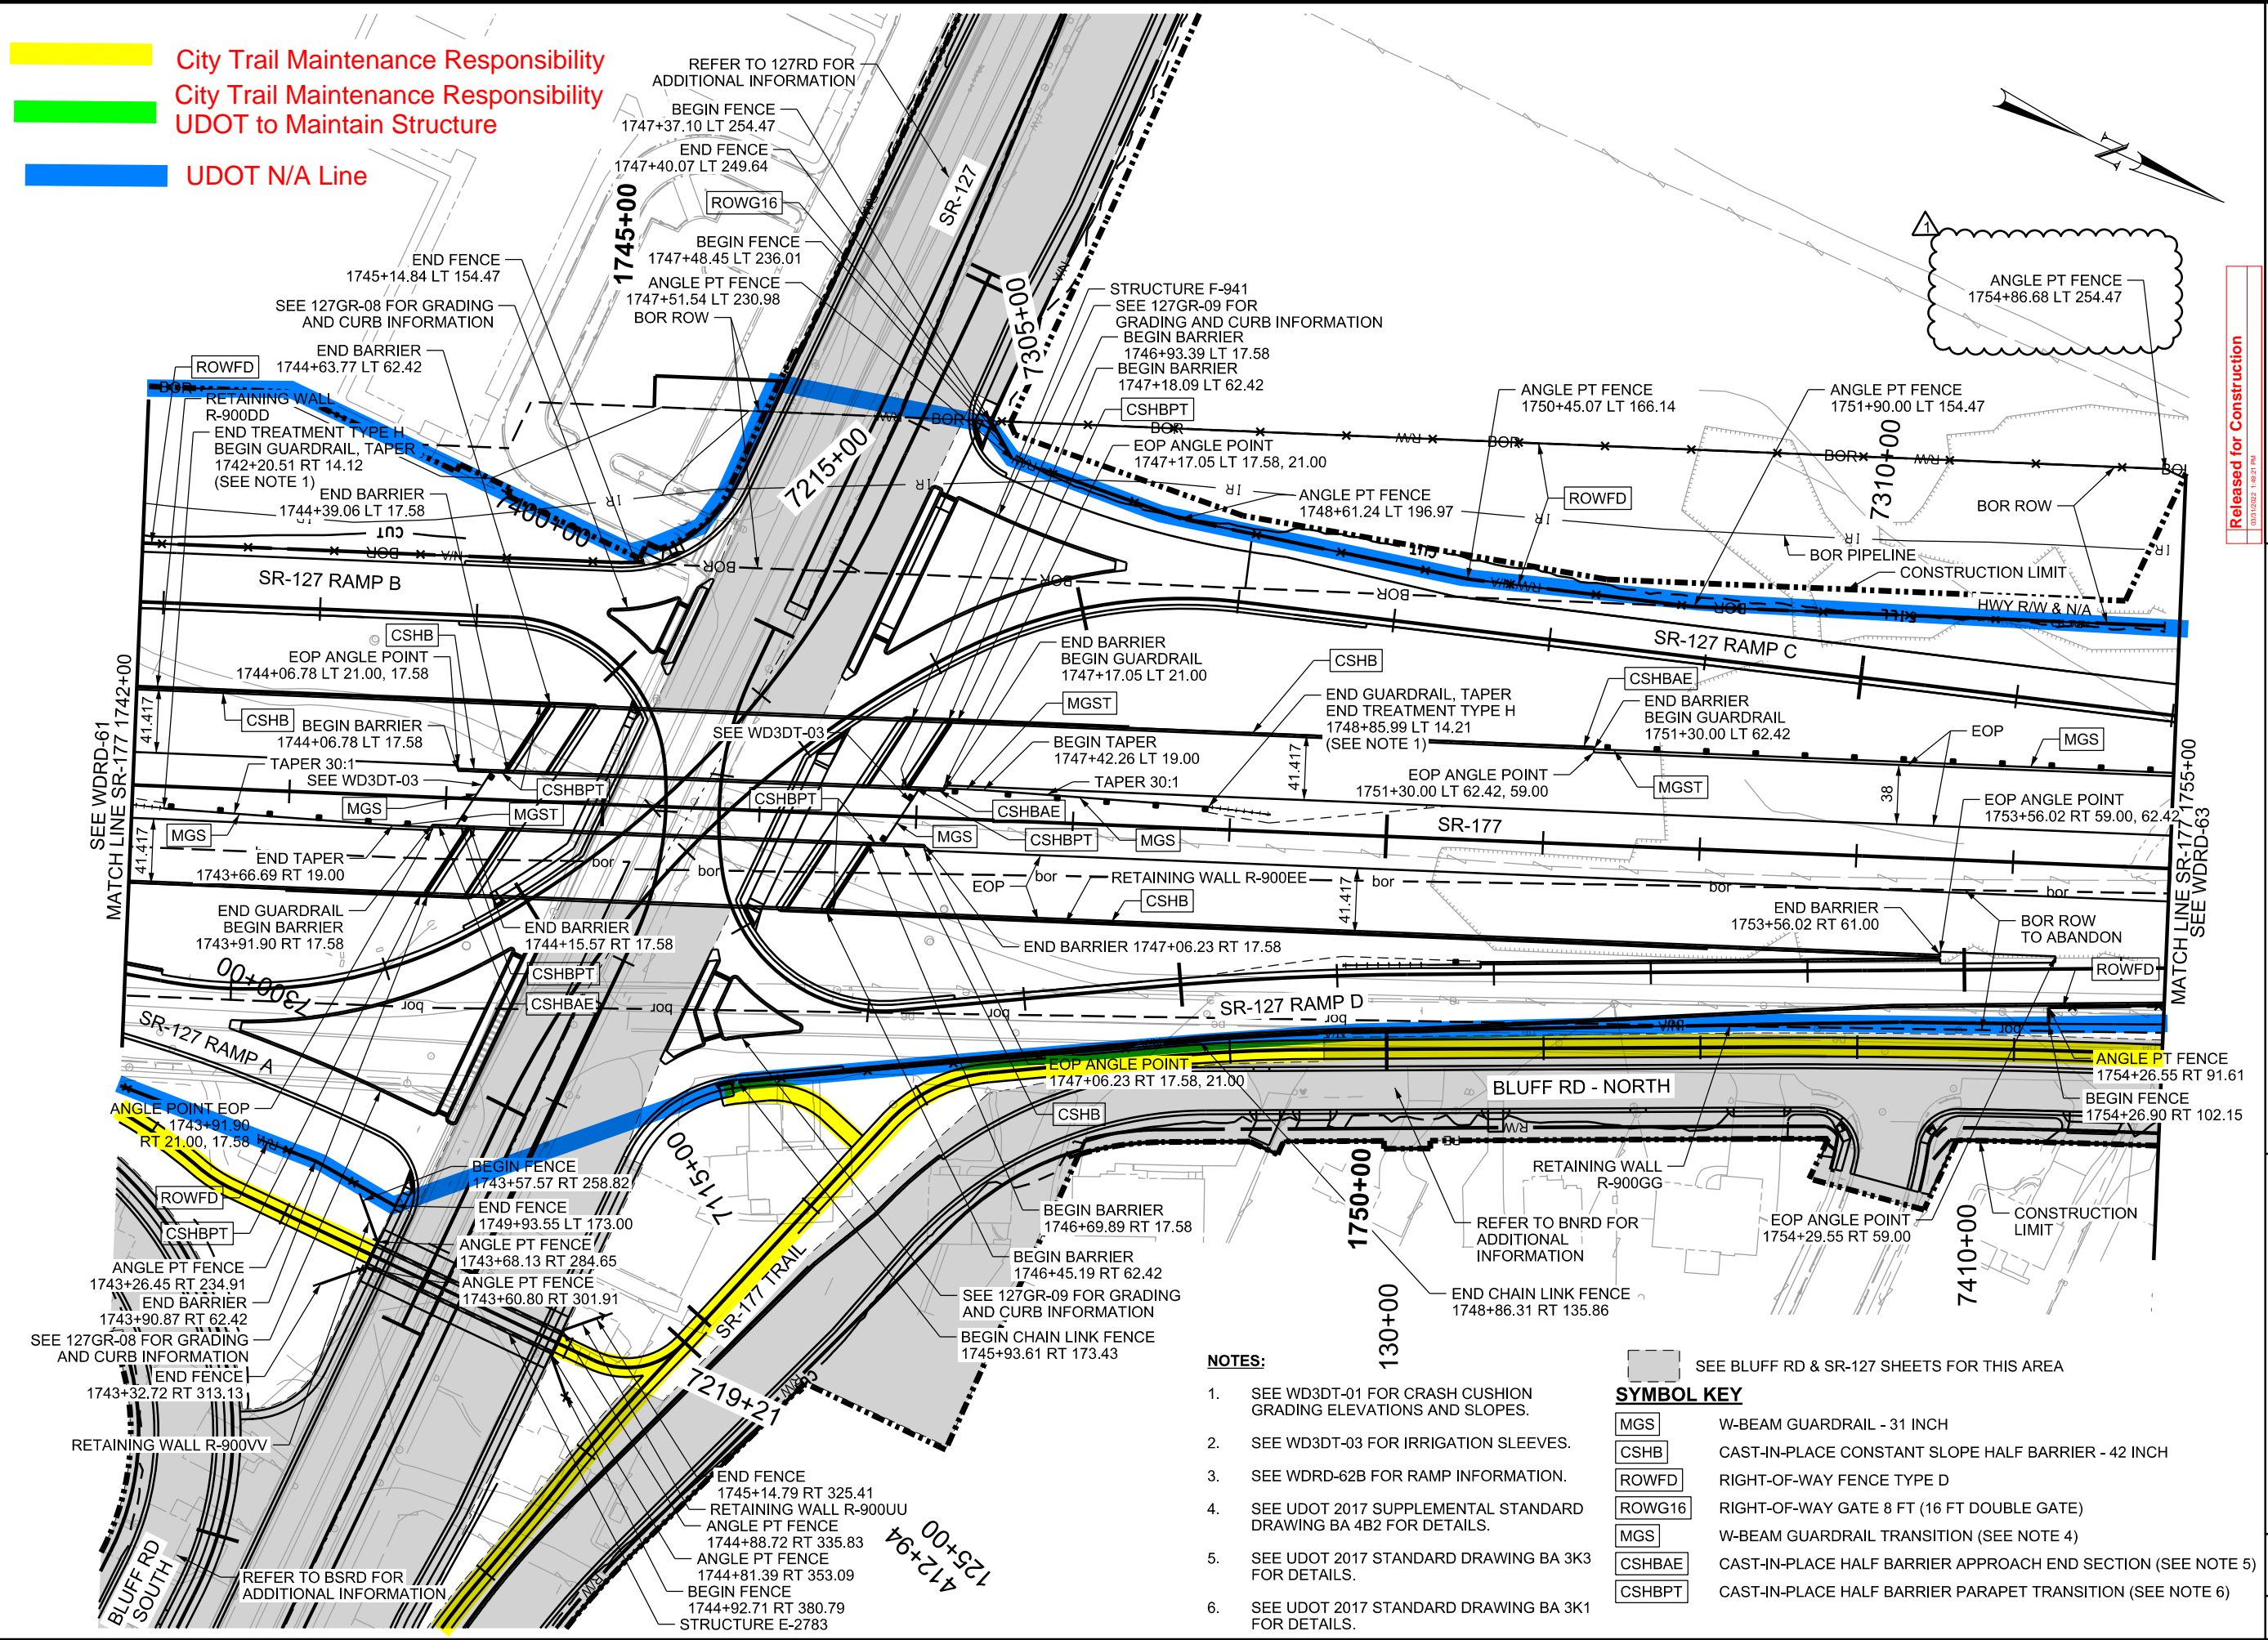 City Trail Maintenance Responsibility
City Trail Maintenance Responsibility
UDOT to Maintain Structure
UDOT N/A Line
REFER TO 127RD FOR
ADDITIONAL INFORMATION
BEGIN FENCE
1747+37.10 LT 254.47
END FENCE
1747+40.07 LT 249.64
ROWG16
BEGIN FENCE
1747+48.45 LT 236.01
ANGLE PT FENCE
1747+51.54 LT 230.98
BOR ROW
1745+00
SR-127
N
1
ANGLE PT FENCE
1754+86.68 LT 254.47
Released for Construction
END FENCE
1745+14.84 LT 154.47
SEE 127GR-08 FOR GRADING
AND CURB INFORMATION
END BARRIER
1744+63.77 LT 62.42
ROWFD
BOR
RETAINING WALL
R-900DD
END TREATMENT TYPE H
BEGIN GUARDRAIL, TAPER
1742+20.51 RT 14.12
(SEE NOTE 1)
END BARRIER
1744+39.06 LT 17.58
7400+00
7215+00
7305+00
STRUCTURE F-941
SEE 127GR-09 FOR
GRADING AND CURB INFORMATION
BEGIN BARRIER
1746+93.39 LT 17.58
BEGIN BARRIER
1747+18.09 LT 62.42
CSHBPT
EOP ANGLE POINT
1747+17.05 LT 17.58, 21.00
ANGLE PT FENCE
1748+61.24 LT 196.97
ANGLE PT FENCE
1750+45.07 LT 166.14
ANGLE PT FENCE
1751+90.00 LT 154.47
ROWFD
7310+00
BOR ROW
BOR PIPELINE
CONSTRUCTION LIMIT
HWY R/W & N/A
CUT
CUT
FILL
SR-127 RAMP B
SR-127 RAMP C
CSHB
EOP ANGLE POINT
1744+06.78 LT 21.00, 17.58
CSHB
BEGIN BARRIER
1744+06.78 LT 17.58
41.417
TAPER 30:1
SEE WD3DT-03
MGS
MGS
CSHBPT
MGST
END TAPER
1743+66.69 RT 19.00
41.417
SEE WDRD-61
MATCH LINE SR-177 1742+00
END BARRIER
BEGIN GUARDRAIL
1747+17.05 LT 21.00
MGST
SEE WD3DT-03
BEGIN TAPER
1747+42.26 LT 19.00
TAPER 30:1
CSHB
END GUARDRAIL, TAPER
END TREATMENT TYPE H
1748+85.99 LT 14.21
(SEE NOTE 1)
41.417
CSHBAE
END BARRIER
BEGIN GUARDRAIL
1751+30.00 LT 62.42
EOP
MGS
EOP ANGLE POINT
1751+30.00 LT 62.42, 59.00
MGST
38
EOP ANGLE POINT
1753+56.02 RT 59.00, 62.42
CSHBPT
CSHBAE
MGS
CSHBPT
MGS
SR-177
MATCH LINE SR-177 1755+00
SEE WDRD-63
END GUARDRAIL
BEGIN BARRIER
1743+91.90 RT 17.58
END BARRIER
1744+15.57 RT 17.58
bor
bor
bor
bor
bor
bor
EOP
RETAINING WALL R-900EE
CSHB
41.417
END BARRIER 1747+06.23 RT 17.58
END BARRIER
1753+56.02 RT 61.00
BOR ROW
TO ABANDON
ROWFD
CSHBPT
CSHBAE
7300+00
SR-127 RAMP A
SR-127 RAMP D
EOP ANGLE POINT
1747+06.23 RT 17.58, 21.00
CSHB
BLUFF RD - NORTH
ANGLE PT FENCE
1754+26.55 RT 91.61
BEGIN FENCE
1754+26.90 RT 102.15
ANGLE POINT EOP
1743+91.90
RT 21.00, 17.58
BEGIN FENCE
1743+57.57 RT 258.82
END FENCE
1749+93.55 LT 173.00
ROWFD
CSHBPT
ANGLE PT FENCE
1743+68.13 RT 284.65
ANGLE PT FENCE
1743+60.80 RT 301.91
ANGLE PT FENCE
1743+26.45 RT 234.91
END BARRIER
1743+90.87 RT 62.42
SEE 127GR-08 FOR GRADING
AND CURB INFORMATION
END FENCE
1743+32.72 RT 313.13
RETAINING WALL R-900VV
7115+00
SR-177 TRAIL
7219+21
BEGIN BARRIER
1746+69.89 RT 17.58
BEGIN BARRIER
1746+45.19 RT 62.42
SEE 127GR-09 FOR GRADING
AND CURB INFORMATION
BEGIN CHAIN LINK FENCE
1745+93.61 RT 173.43
1750+00
130+00
RETAINING WALL
R-900GG
REFER TO BNRD FOR
ADDITIONAL
INFORMATION
END CHAIN LINK FENCE
1748+86.31 RT 135.86
EOP ANGLE POINT
1754+29.55 RT 59.00
7410+00
CONSTRUCTION
LIMIT
END FENCE
1745+14.79 RT 325.41
RETAINING WALL R-900UU
ANGLE PT FENCE
1744+88.72 RT 335.83
ANGLE PT FENCE
1744+81.39 RT 353.09
BEGIN FENCE
1744+92.71 RT 380.79
STRUCTURE E-2783
412+94
125+00
BLUFF RD
SOUTH
REFER TO BSRD FOR
ADDITIONAL INFORMATION
NOTES:
1. SEE WD3DT-01 FOR CRASH CUSHION
GRADING ELEVATIONS AND SLOPES.
2. SEE WD3DT-03 FOR IRRIGATION SLEEVES.
3. SEE WDRD-62B FOR RAMP INFORMATION.
4. SEE UDOT 2017 SUPPLEMENTAL STANDARD
DRAWING BA 4B2 FOR DETAILS.
5. SEE UDOT 2017 STANDARD DRAWING BA 3K3
FOR DETAILS.
6. SEE UDOT 2017 STANDARD DRAWING BA 3K1
FOR DETAILS.
SEE BLUFF RD & SR-127 SHEETS FOR THIS AREA
SYMBOL KEY
MGS W-BEAM GUARDRAIL - 31 INCH
CSHB CAST-IN-PLACE CONSTANT SLOPE HALF BARRIER - 42 INCH
ROWFD RIGHT-OF-WAY FENCE TYPE D
ROWG16 RIGHT-OF-WAY GATE 8 FT (16 FT DOUBLE GATE)
MGS W-BEAM GUARDRAIL TRANSITION (SEE NOTE 4)
CSHBAE CAST-IN-PLACE HALF BARRIER APPROACH END SECTION (SEE NOTE 5)
CSHBPT CAST-IN-PLACE HALF BARRIER PARAPET TRANSITION (SEE NOTE 6)